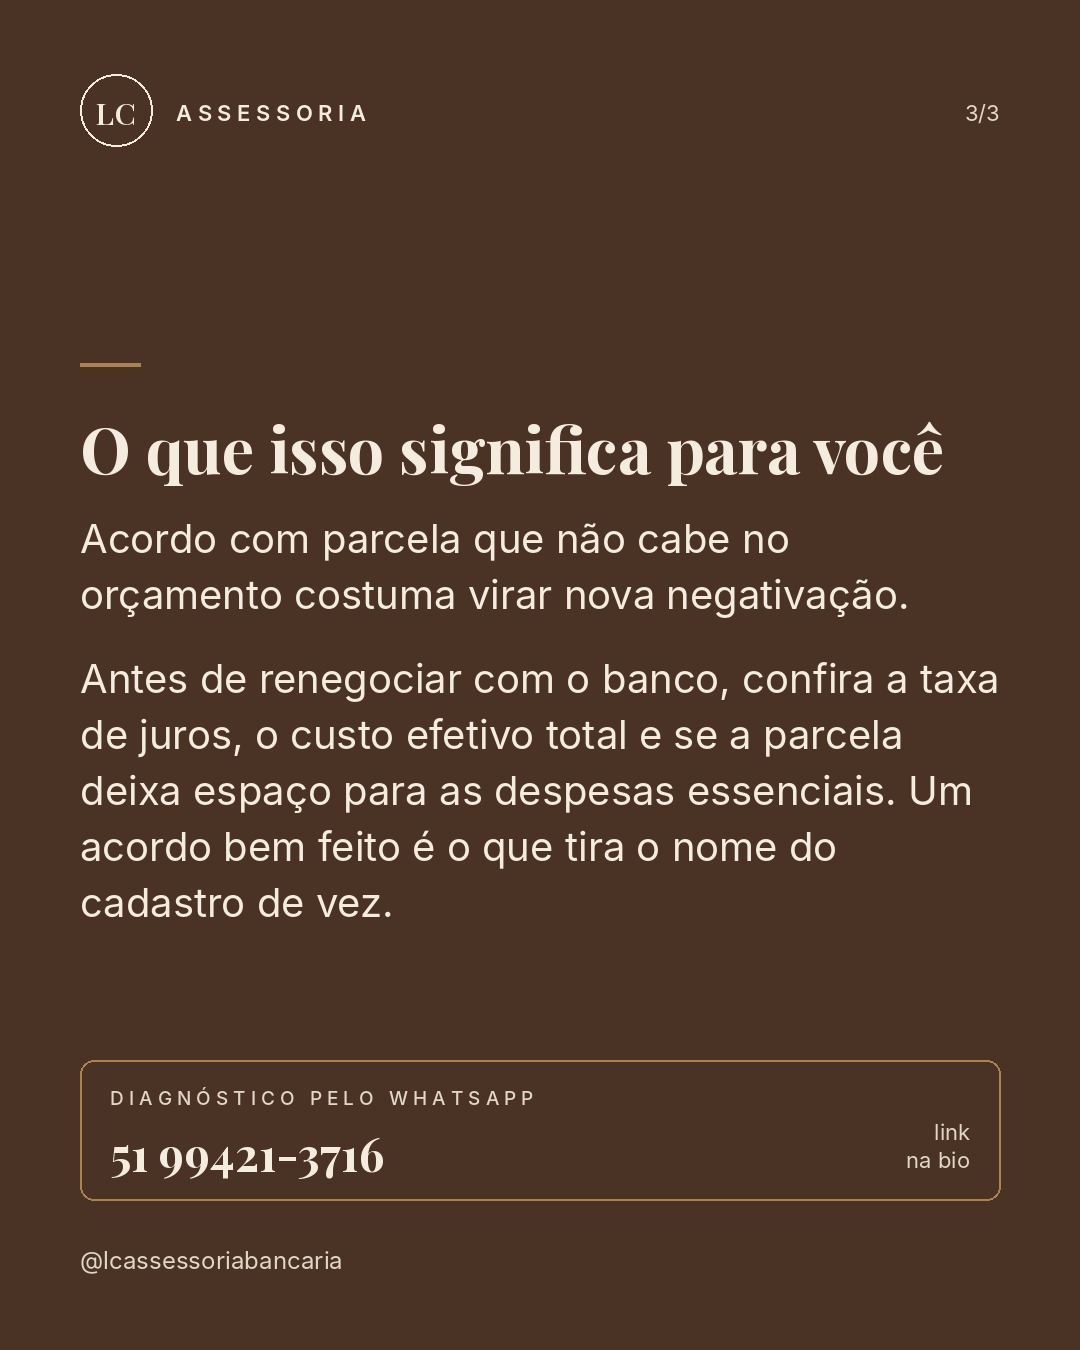 LC ASSESSORIA
3/3
O que isso significa para você
Acordo com parcela que não cabe no
orçamento costuma virar nova negativação.
Antes de renegociar com o banco, confira a taxa
de juros, o custo efetivo total e se a parcela
deixa espaço para as despesas essenciais. Um
acordo bem feito é o que tira o nome do
cadastro de vez.
DIAGNÓSTICO PELO WHATSAPP
51 99421-3716
link
na bio
@lcassessoriabancaria